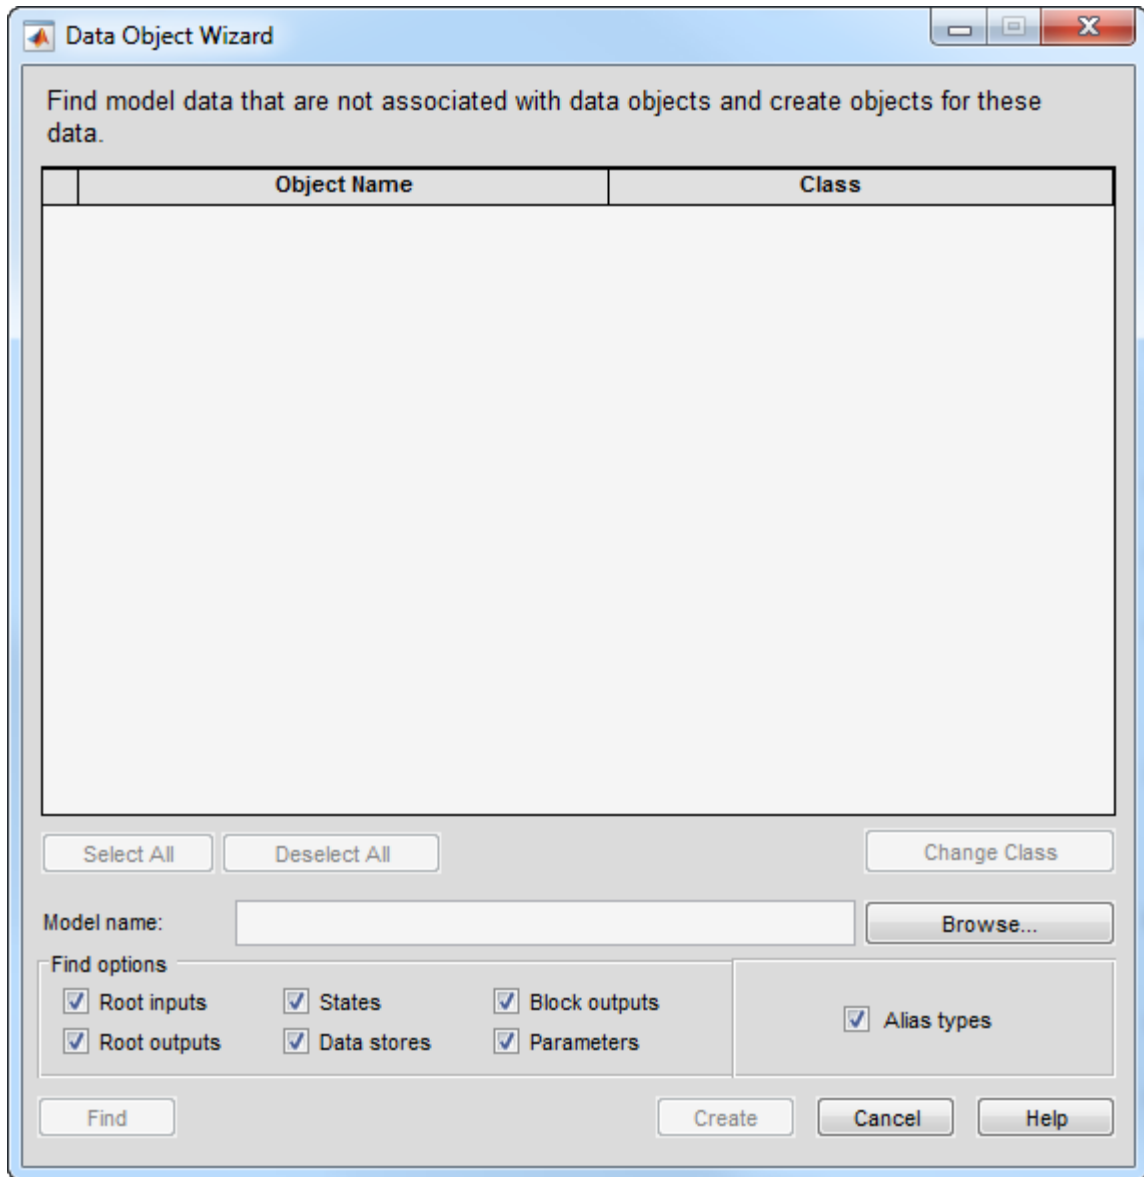 Data Object Wizard
Find model data that are not associated with data objects and create objects for these
data.
Object Name Class
Select All Deselect All Change Class
Model name: Browse...
Find options
Root inputs States Block outputs
Alias types
Root outputs Data stores Parameters
Find Create Cancel Help